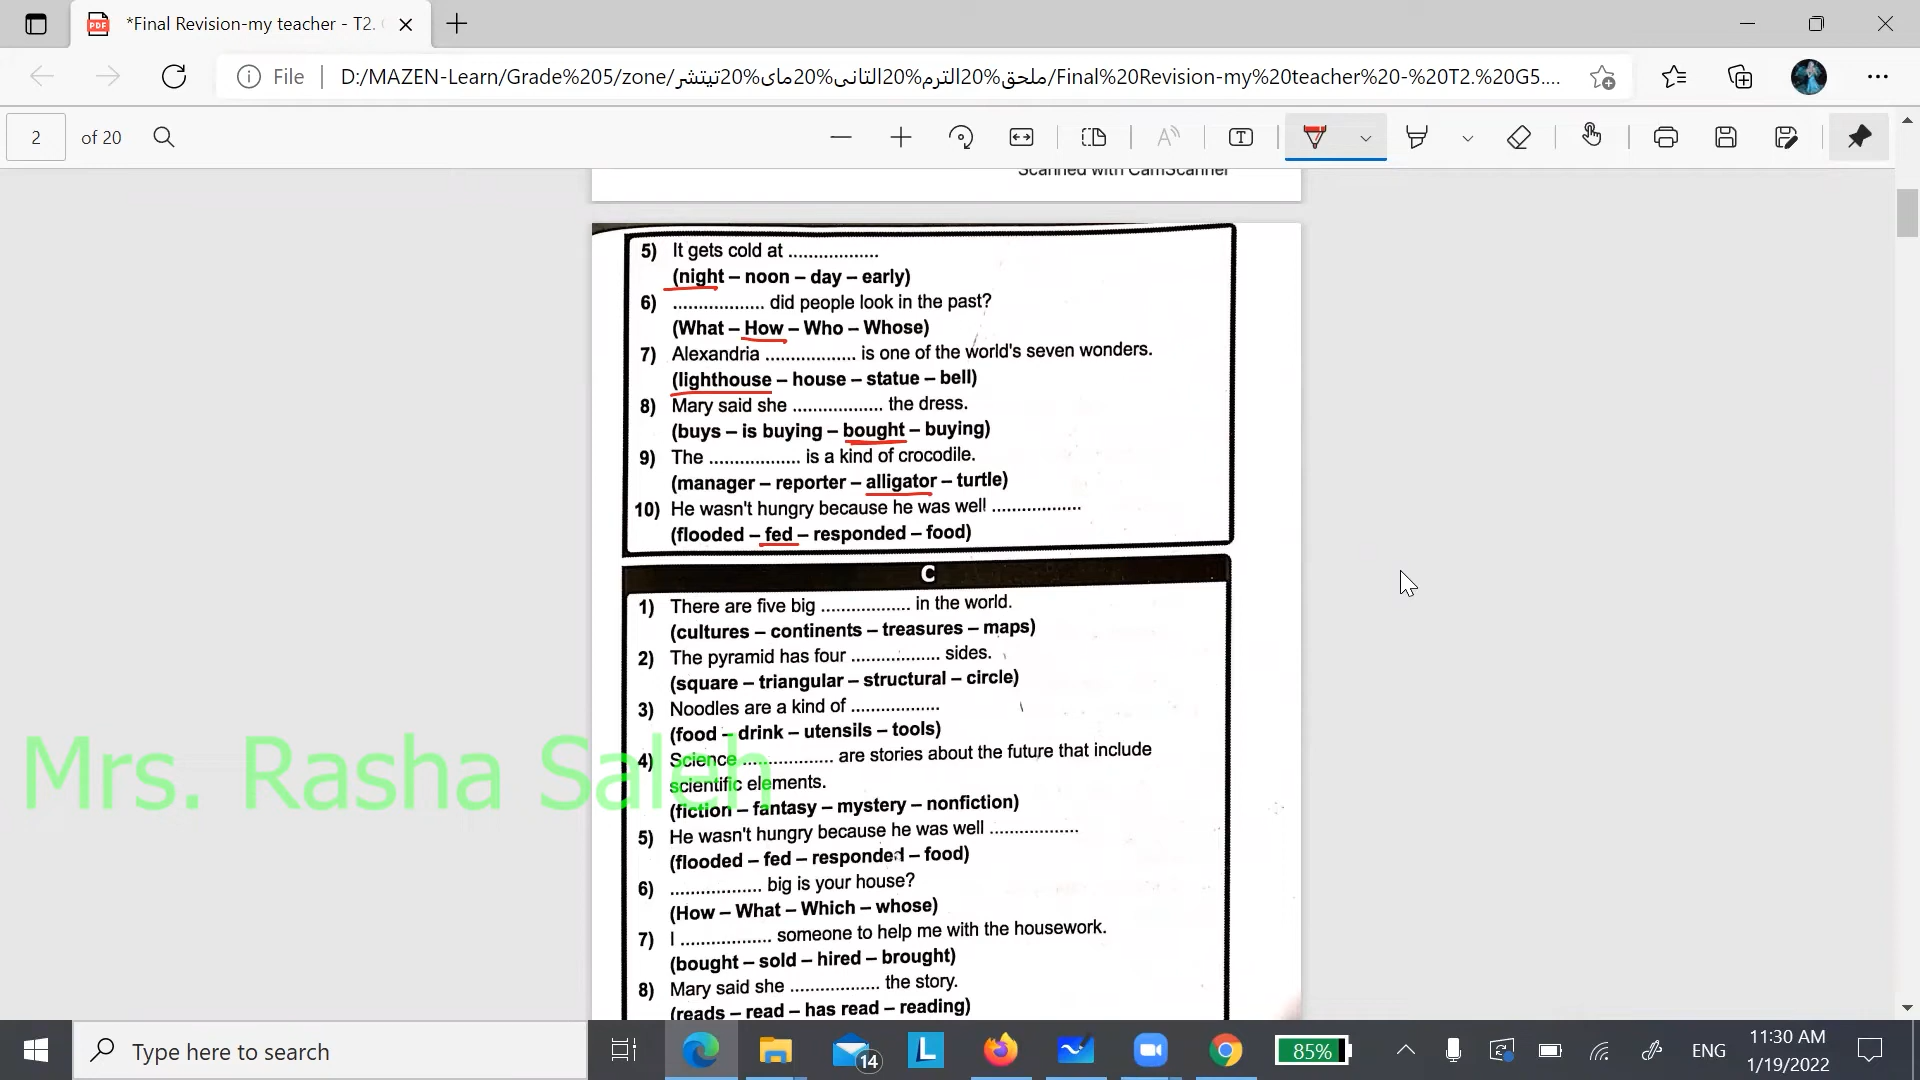 *Final Revision-my teacher - T2.
File
D:/MAZEN-Learn/Grade%205/zone/ملحق%20الترم%20التانى%20ماى%20تيتشر/Final%20Revision-my%20teacher%20-%20T2.%20G5....
2 of 20
Scanned with CamScanner
5) It gets cold at ..................
(night – noon – day – early)
6) .................. did people look in the past?
(What – How – Who – Whose)
7) Alexandria .................. is one of the world's seven wonders.
(lighthouse – house – statue – bell)
8) Mary said she .................. the dress.
(buys – is buying – bought – buying)
9) The .................. is a kind of crocodile.
(manager – reporter – alligator – turtle)
10) He wasn't hungry because he was well ..................
(flooded – fed – responded – food)
C
1) There are five big .................. in the world.
(cultures – continents – treasures – maps)
2) The pyramid has four .................. sides.
(square – triangular – structural – circle)
3) Noodles are a kind of ..................
(food – drink – utensils – tools)
4) Science .................. are stories about the future that include
scientific elements.
(fiction – fantasy – mystery – nonfiction)
5) He wasn't hungry because he was well ..................
(flooded – fed – responded – food)
6) .................. big is your house?
(How – What – Which – whose)
7) I .................. someone to help me with the housework.
(bought – sold – hired – brought)
8) Mary said she .................. the story.
(reads – read – has read – reading)
Mrs. Rasha Saleh
Type here to search
14
L
85%
ENG
11:30 AM
1/19/2022